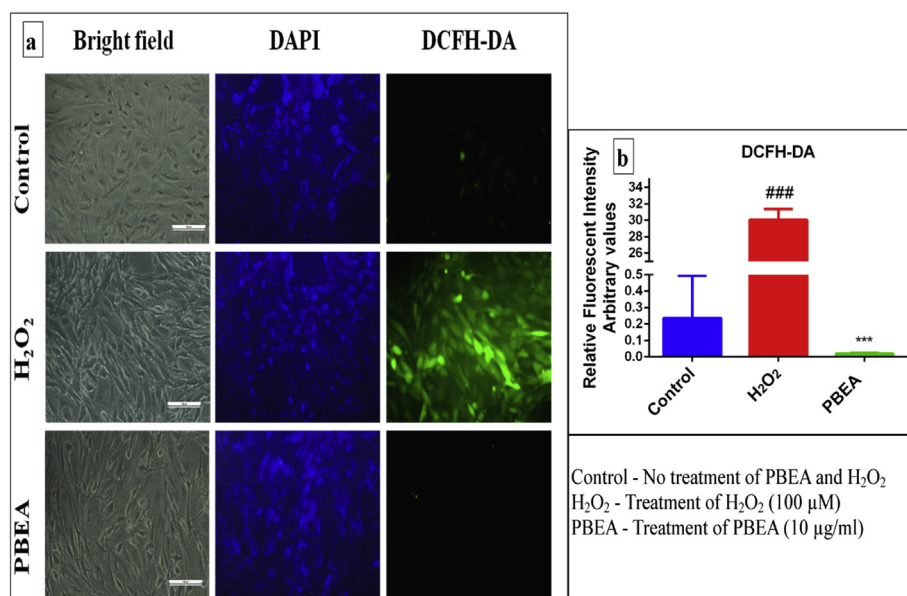 a
Bright field
DAPI
DCFH-DA
Control
H₂O₂
PBEA
b
DCFH-DA
Relative Fluorescent Intensity
Arbitrary values
34
32
30
28
26
0.5
0.4
0.3
0.2
0.1
0.0
###
***
Control
H₂O₂
PBEA
Control - No treatment of PBEA and H₂O₂
H₂O₂ - Treatment of H₂O₂ (100 µM)
PBEA - Treatment of PBEA (10 µg/ml)